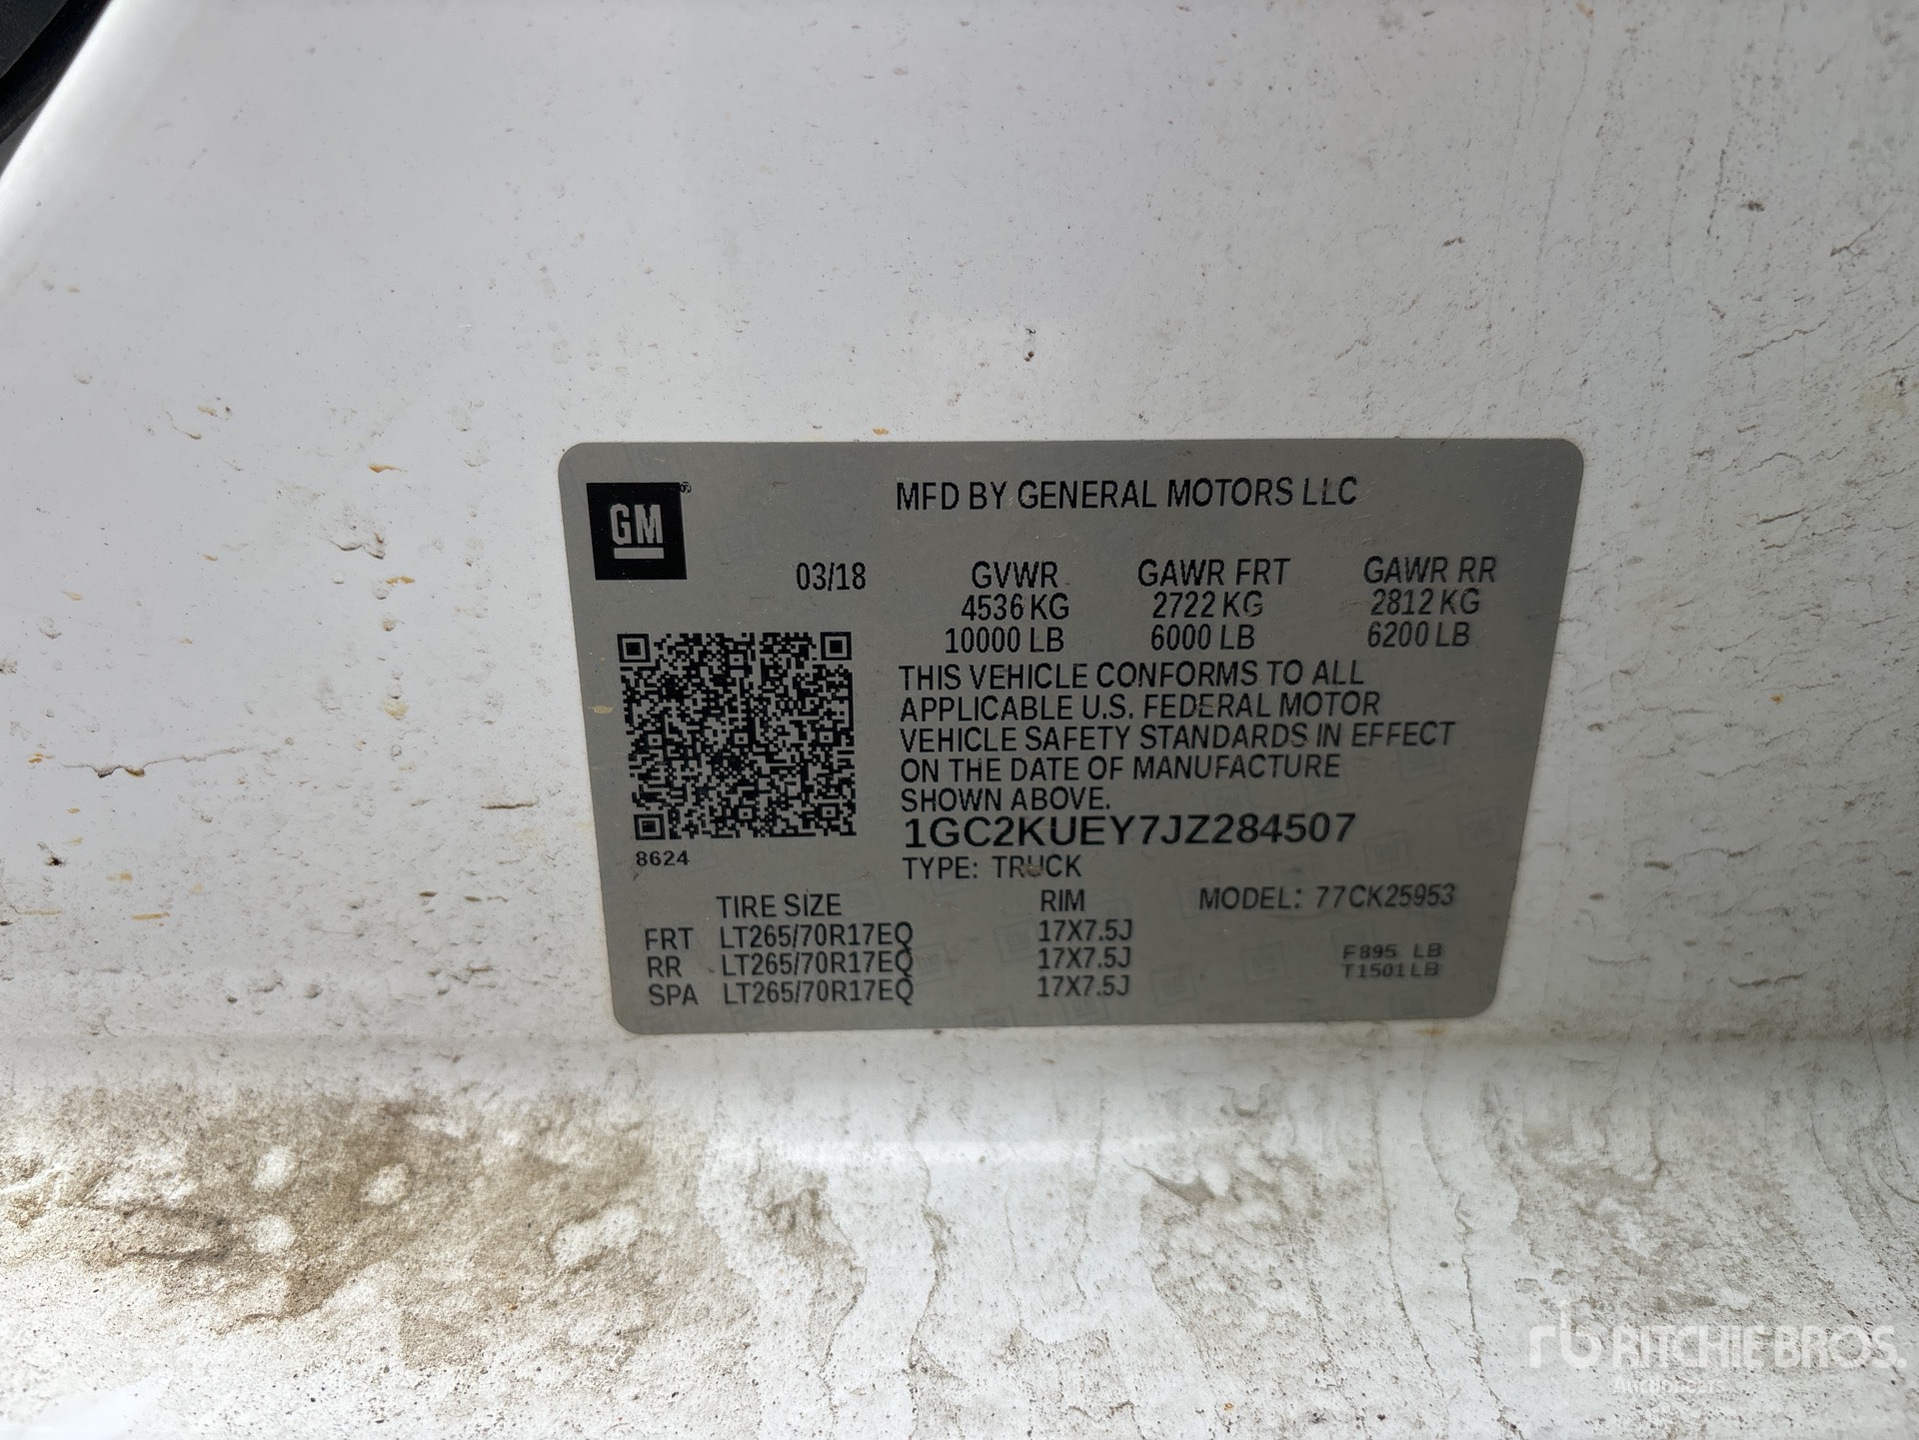 GM®
MFD BY GENERAL MOTORS LLC
03/18 GVWR GAWR FRT GAWR RR
4536 KG 2722 KG 2812 KG
10000 LB 6000 LB 6200 LB
THIS VEHICLE CONFORMS TO ALL
APPLICABLE U.S. FEDERAL MOTOR
VEHICLE SAFETY STANDARDS IN EFFECT
ON THE DATE OF MANUFACTURE
SHOWN ABOVE.
1GC2KUEY7JZ284507
8624
TYPE: TRUCK
TIRE SIZE RIM MODEL: 77CK25953
FRT LT265/70R17EQ 17X7.5J
RR LT265/70R17EQ 17X7.5J
SPA LT265/70R17EQ 17X7.5J
F895 LB
T1501LB
rb RITCHIE BROS.
Auctioneers